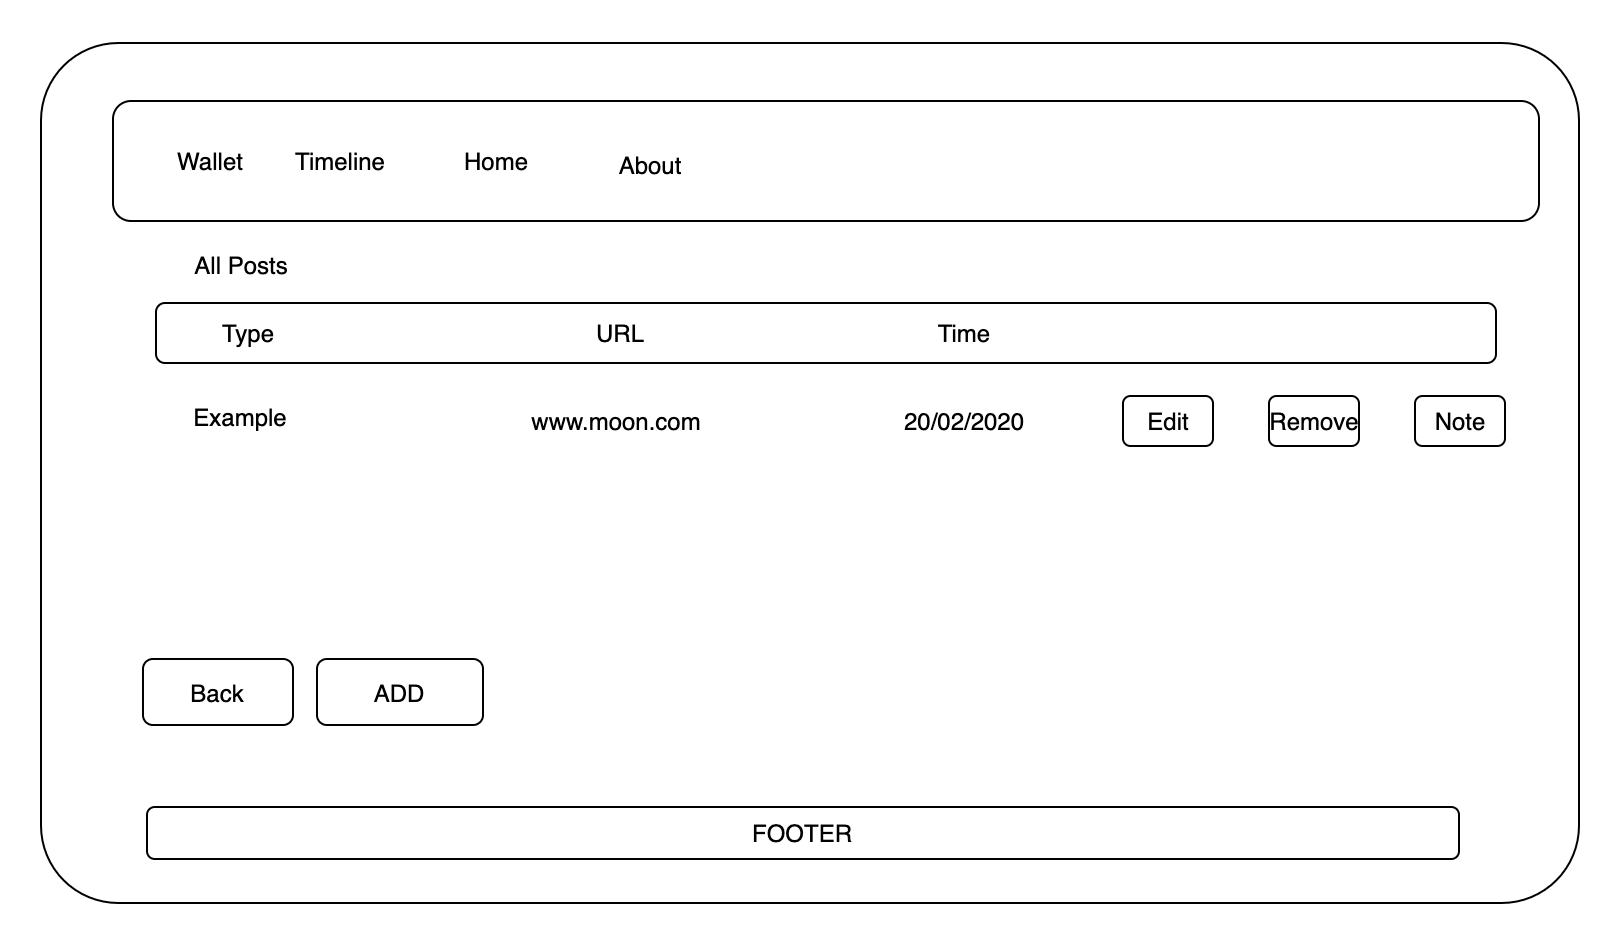 Wallet Timeline Home About
All Posts
Type URL Time
Example www.moon.com 20/02/2020 Edit Remove Note
Back ADD
FOOTER